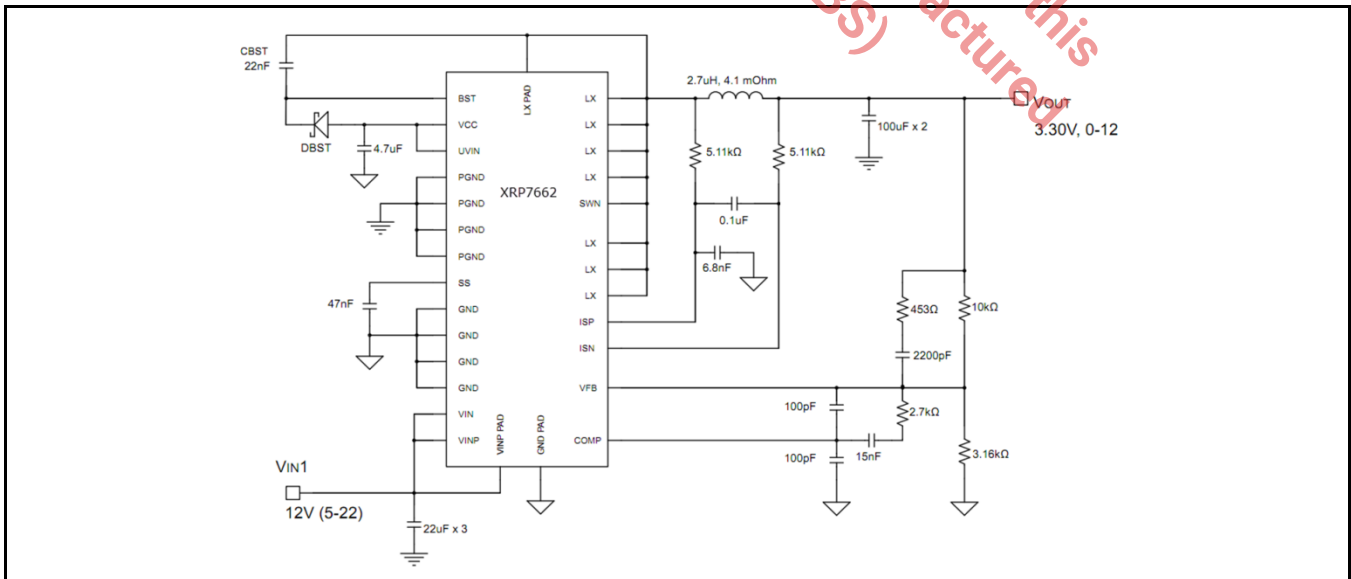 BS)
actured
this
CBST
22nF
DBST
4.7uF
47nF
BST
VCC
UVIN
PGND
PGND
PGND
PGND
SS
GND
GND
GND
GND
VIN
VINP
LX PAD
XRP7662
VINP PAD
GND PAD
LX
LX
LX
LX
SWN
LX
LX
LX
ISP
ISN
VFB
COMP
2.7uH, 4.1 mOhm
5.11kΩ
5.11kΩ
0.1uF
6.8nF
100uF x 2
VOUT
3.30V, 0-12
453Ω
10kΩ
2200pF
100pF
2.7kΩ
100pF
15nF
3.16kΩ
VIN1
12V (5-22)
22uF x 3